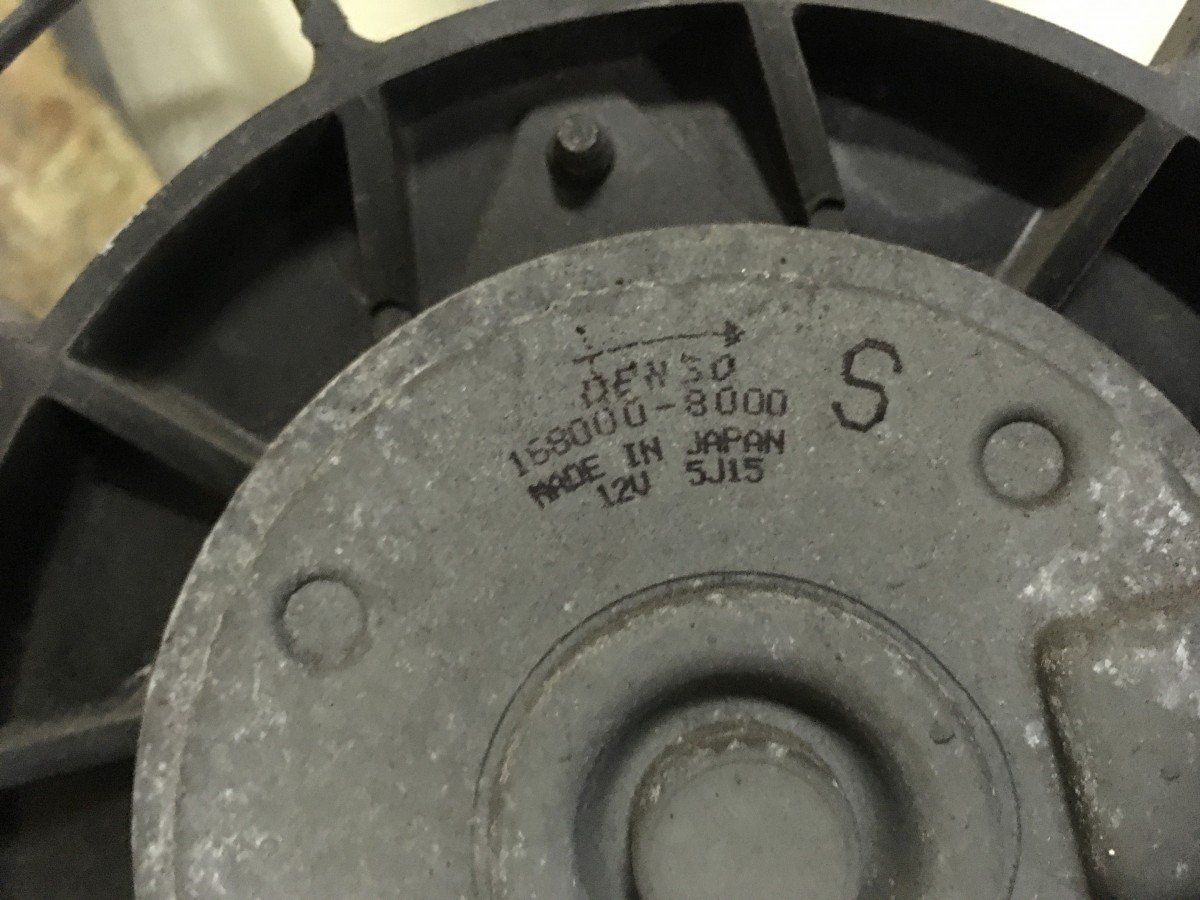 DENSO
168000-8000
S
MADE IN JAPAN
12V 5J15